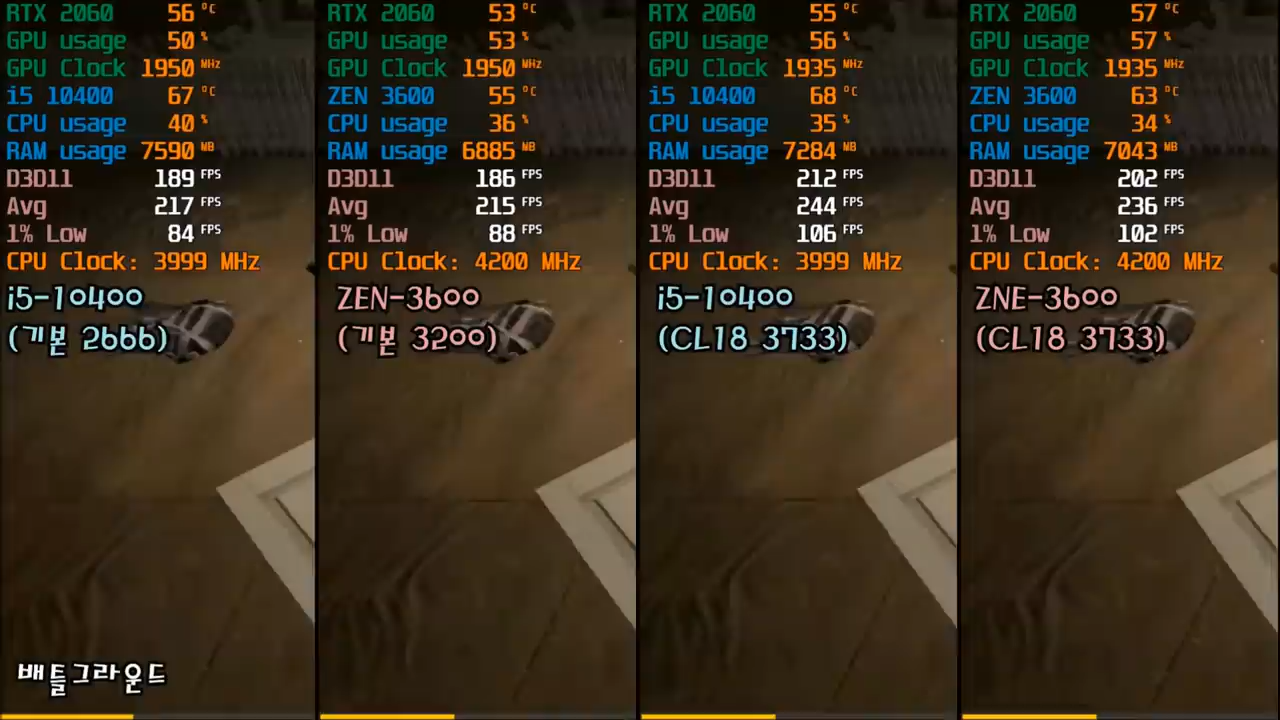 RTX 2060 56 °C
GPU usage 50 %
GPU Clock 1950 MHz
i5 10400 67 °C
CPU usage 40 %
RAM usage 7590 MB
D3D11 189 FPS
Avg 217 FPS
1% Low 84 FPS
CPU Clock: 3999 MHz
i5-10400
(기본 2666)
RTX 2060 53 °C
GPU usage 53 %
GPU Clock 1950 MHz
ZEN 3600 55 °C
CPU usage 36 %
RAM usage 6885 MB
D3D11 186 FPS
Avg 215 FPS
1% Low 88 FPS
CPU Clock: 4200 MHz
ZEN-3600
(기본 3200)
RTX 2060 55 °C
GPU usage 56 %
GPU Clock 1935 MHz
i5 10400 68 °C
CPU usage 35 %
RAM usage 7284 MB
D3D11 212 FPS
Avg 244 FPS
1% Low 106 FPS
CPU Clock: 3999 MHz
i5-10400
(CL18 3733)
RTX 2060 57 °C
GPU usage 57 %
GPU Clock 1935 MHz
ZEN 3600 63 °C
CPU usage 34 %
RAM usage 7043 MB
D3D11 202 FPS
Avg 236 FPS
1% Low 102 FPS
CPU Clock: 4200 MHz
ZNE-3600
(CL18 3733)
배틀그라운드